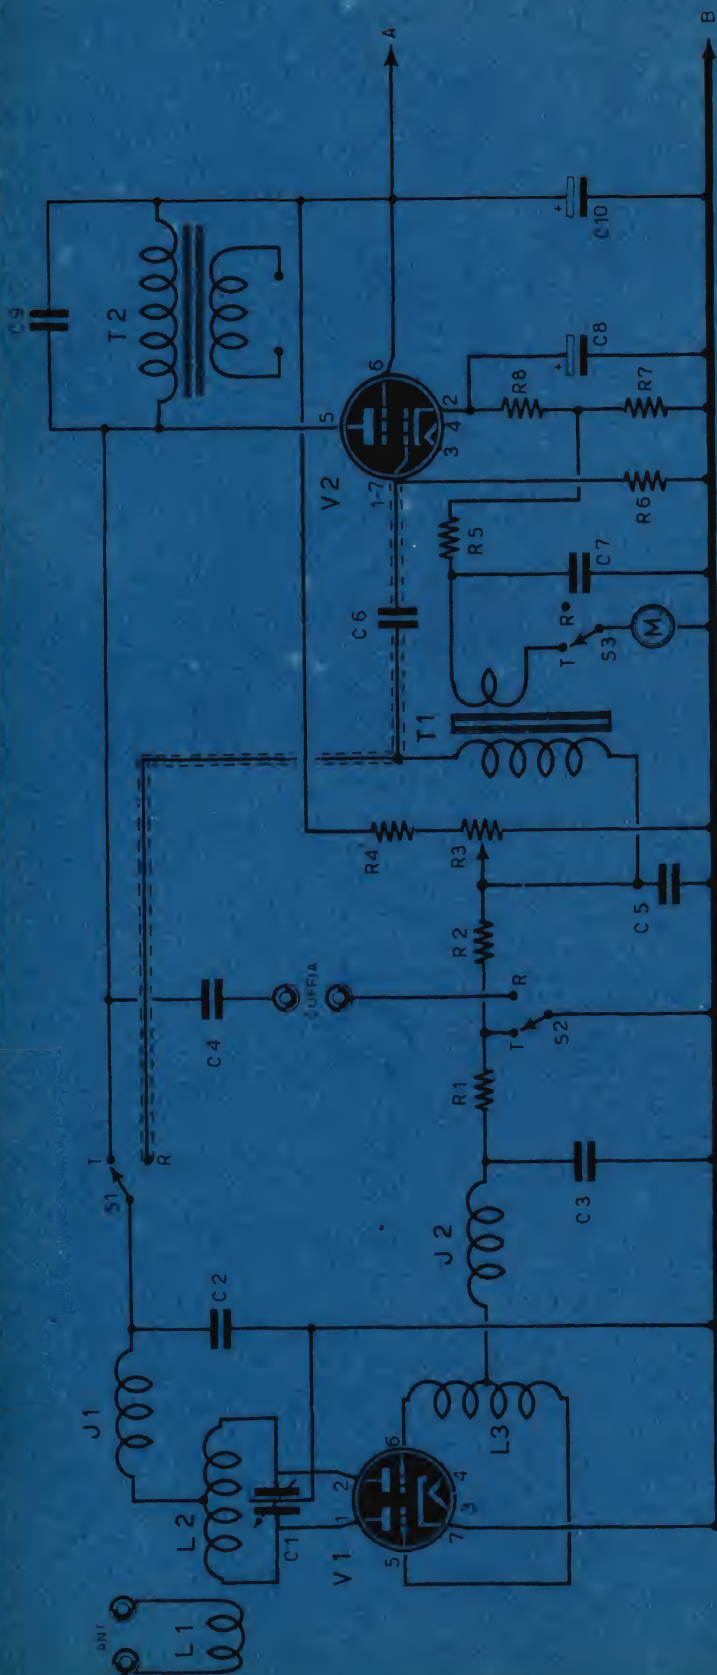 ANT
L1
L2
C1
J1
C2
S1
T
R
V1
1
2
5
6
7
3
4
L3
J2
C3
R1
T
S2
R
C4
CUFFIA
R2
R3
R4
C5
T1
C6
T
R
S3
M
C7
R5
R6
R7
R8
C8
+
C10
+
V2
1-7
5
6
3
4
2
T2
C9
A
B